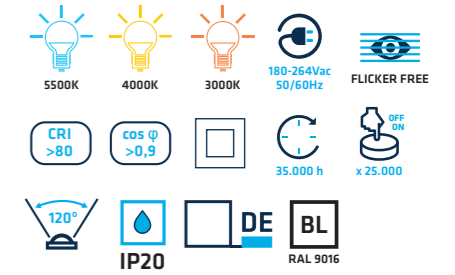 5500K
4000K
3000K
180-264Vac
50/60Hz
FLICKER FREE
CRI
>80
cos φ
>0,9
35.000 h
OFF
ON
x 25.000
120°
IP20
DE
BL
RAL 9016